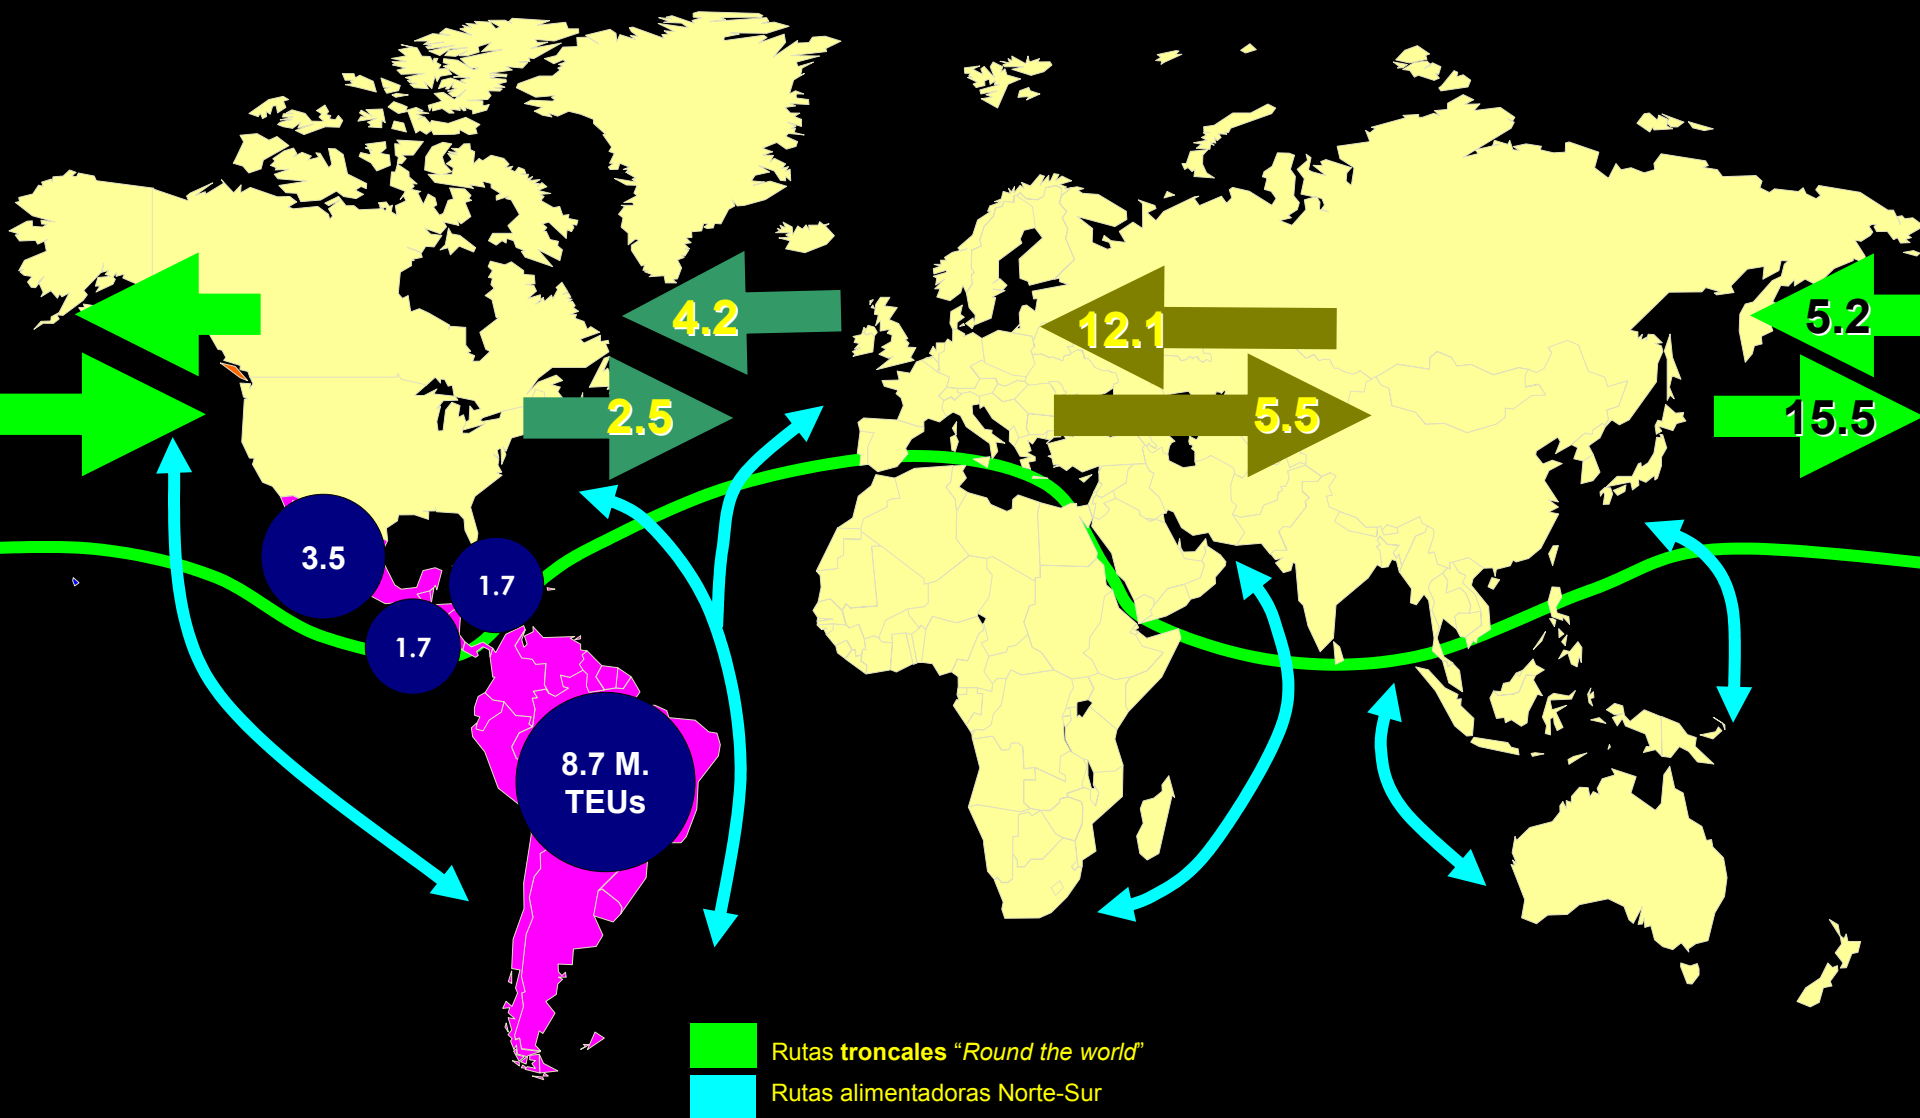 4.2
12.1
5.2
2.5
5.5
15.5
3.5
1.7
1.7
8.7 M.
TEUs
Rutas troncales “Round the world”
Rutas alimentadoras Norte-Sur